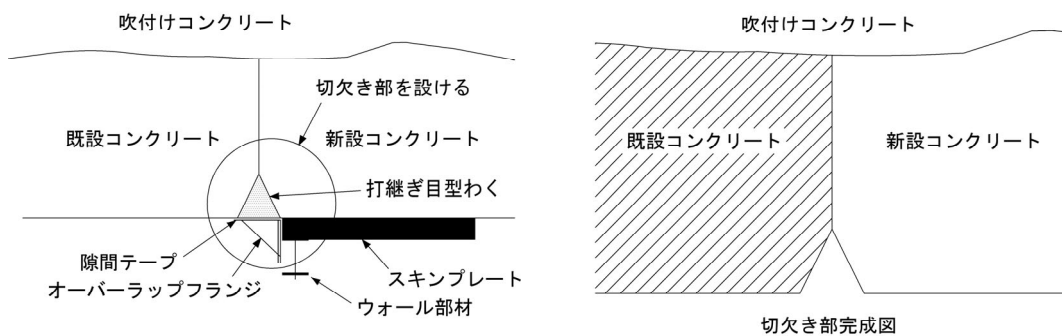 吹付けコンクリート
切欠き部を設ける
既設コンクリート
新設コンクリート
打継ぎ目型わく
隙間テープ
オーバーラップフランジ
スキンプレート
ウォール部材
吹付けコンクリート
既設コンクリート
新設コンクリート
切欠き部完成図